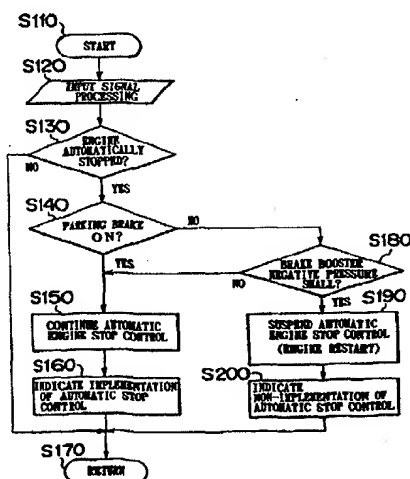 S110
START
S120
INPUT SIGNAL
PROCESSING
S130
ENGINE
AUTOMATICALLY
STOPPED?
NO
YES
S140
PARKING BRAKE
ON?
NO
YES
S180
BRAKE BOOSTER
NEGATIVE PRESSURE
SMALL?
NO
YES
S150
CONTINUE AUTOMATIC
ENGINE STOP CONTROL
S190
SUSPEND AUTOMATIC
ENGINE STOP CONTROL
(ENGINE RESTART)
S160
INDICATE IMPLEMENTATION
OF AUTOMATIC STOP
CONTROL
S200
INDICATE
NON-IMPLEMENTATION OF
AUTOMATIC STOP CONTROL
S170
RETURN